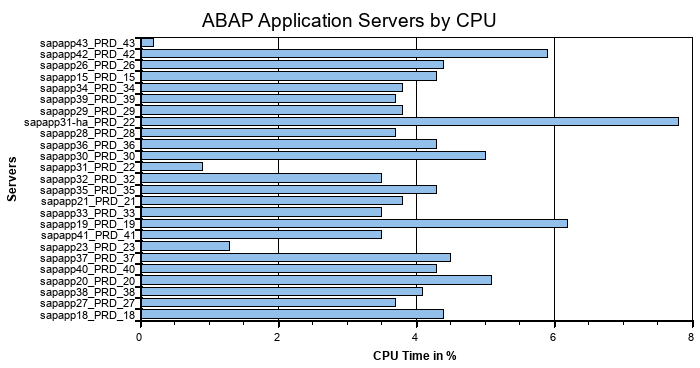 ABAP Application Servers by CPU
sapapp43_PRD_43
sapapp42_PRD_42
sapapp26_PRD_26
sapapp15_PRD_15
sapapp34_PRD_34
sapapp39_PRD_39
sapapp29_PRD_29
sapapp31-ha_PRD_22
sapapp28_PRD_28
sapapp36_PRD_36
sapapp30_PRD_30
sapapp31_PRD_22
sapapp32_PRD_32
sapapp35_PRD_35
sapapp21_PRD_21
sapapp33_PRD_33
sapapp19_PRD_19
sapapp41_PRD_41
sapapp23_PRD_23
sapapp37_PRD_37
sapapp40_PRD_40
sapapp20_PRD_20
sapapp38_PRD_38
sapapp27_PRD_27
sapapp18_PRD_18
Servers
0 2 4 6 8
CPU Time in %